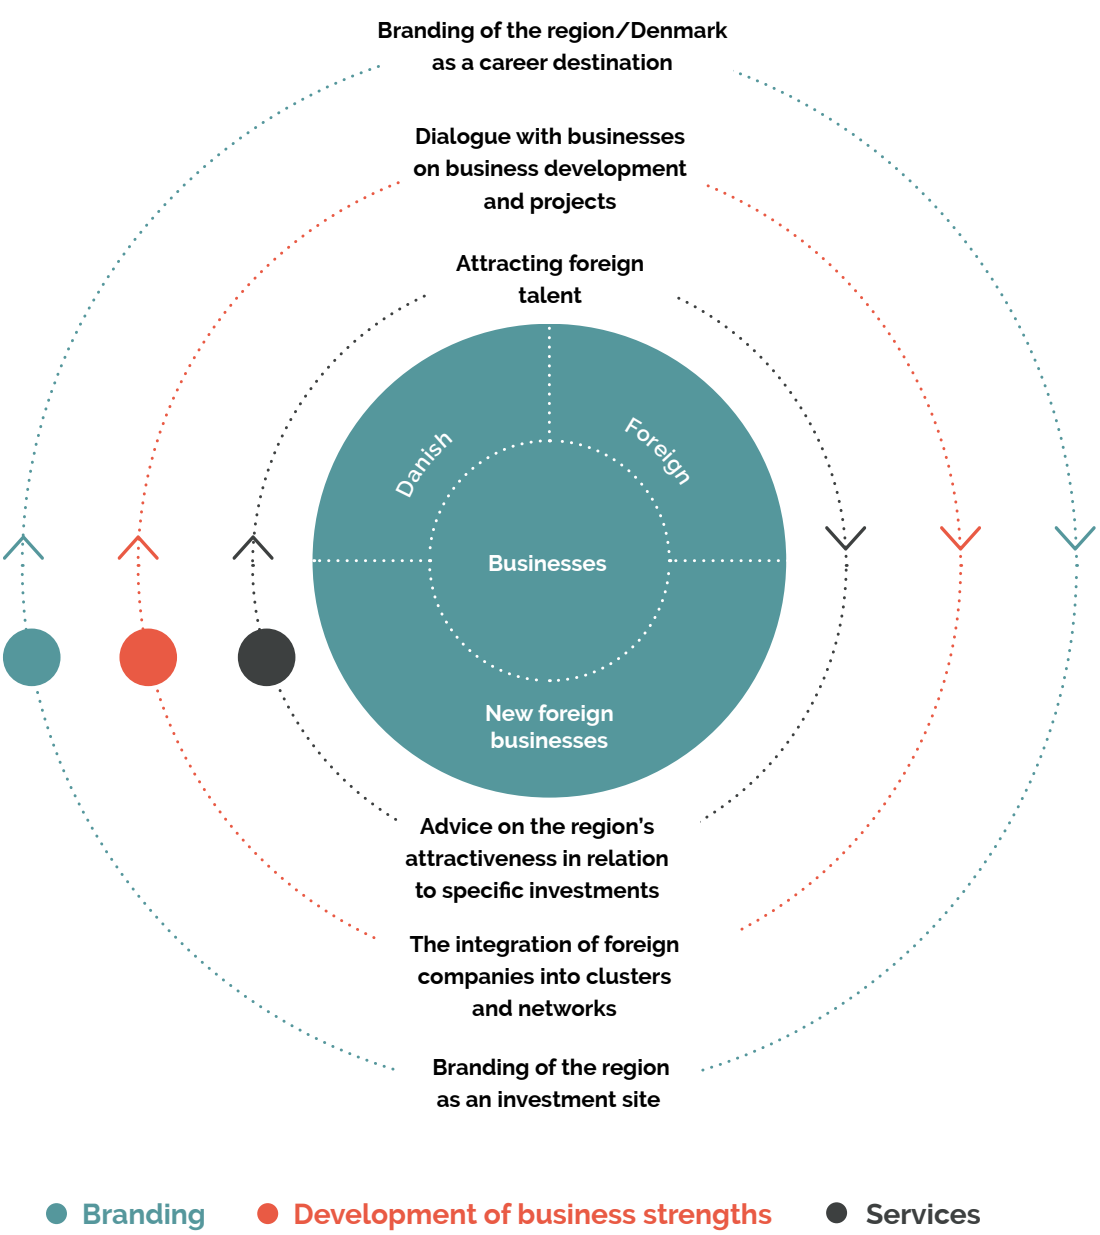 Branding of the region/Denmark
as a career destination
Dialogue with businesses
on business development
and projects
Attracting foreign
talent
Danish
Foreign
Businesses
New foreign
businesses
Advice on the region’s
attractiveness in relation
to specific investments
The integration of foreign
companies into clusters
and networks
Branding of the region
as an investment site
Branding
Development of business strengths
Services